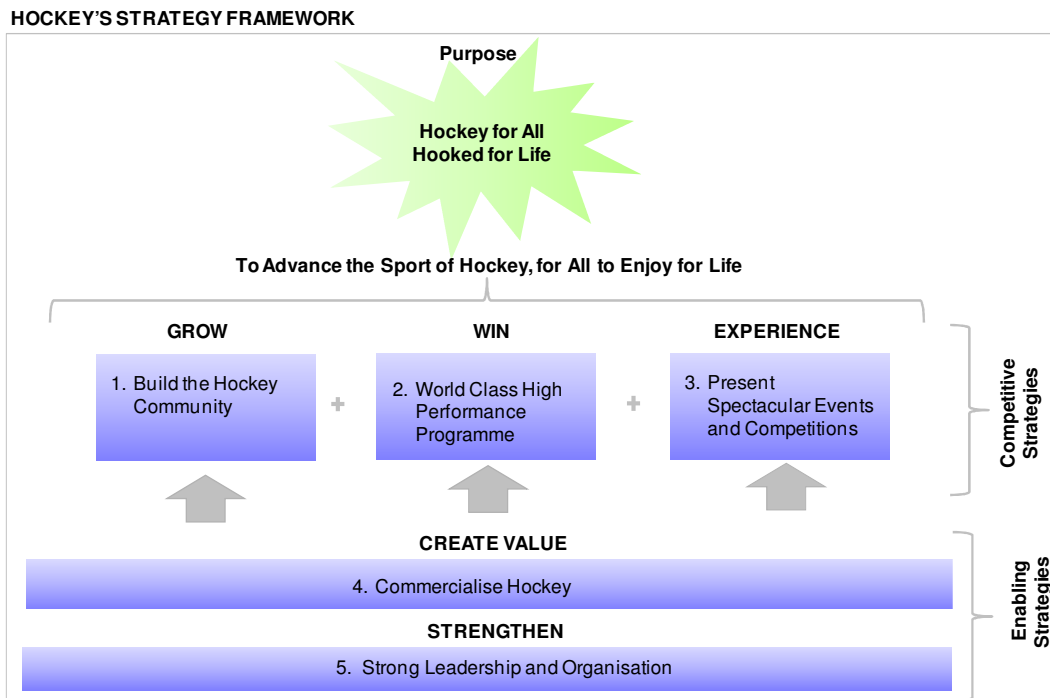 HOCKEY'S STRATEGY FRAMEWORK
Purpose
Hockey for All
Hooked for Life
To Advance the Sport of Hockey, for All to Enjoy for Life
GROW
WIN
EXPERIENCE
1. Build the Hockey
Community
+
2. World Class High
Performance
Programme
+
3. Present
Spectacular Events
and Competitions
Competitive
Strategies
CREATE VALUE
4. Commercialise Hockey
STRENGTHEN
5. Strong Leadership and Organisation
Enabling
Strategies